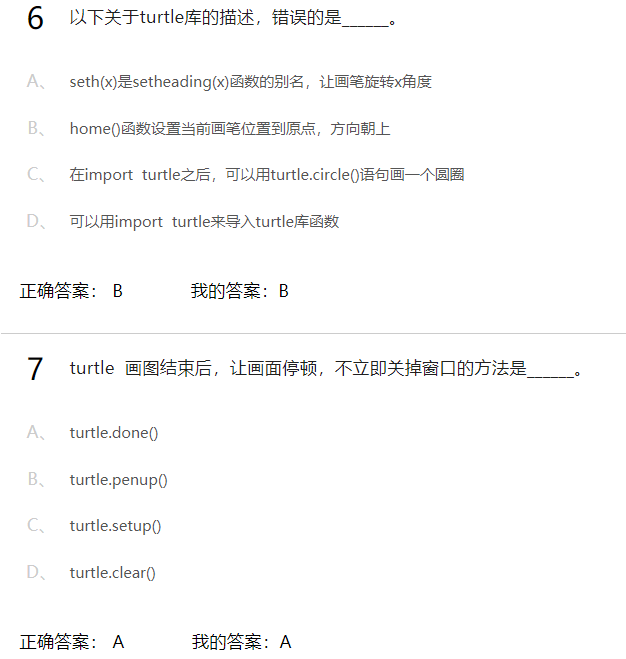 6 以下关于turtle库的描述，错误的是______。
A、 seth(x)是setheading(x)函数的别名，让画笔旋转x角度
B、 home()函数设置当前画笔位置到原点，方向朝上
C、 在import turtle之后，可以用turtle.circle()语句画一个圆圈
D、 可以用import turtle来导入turtle库函数
正确答案： B 我的答案：B
7 turtle 画图结束后，让画面停顿，不立即关掉窗口的方法是______。
A、 turtle.done()
B、 turtle.penup()
C、 turtle.setup()
D、 turtle.clear()
正确答案： A 我的答案：A